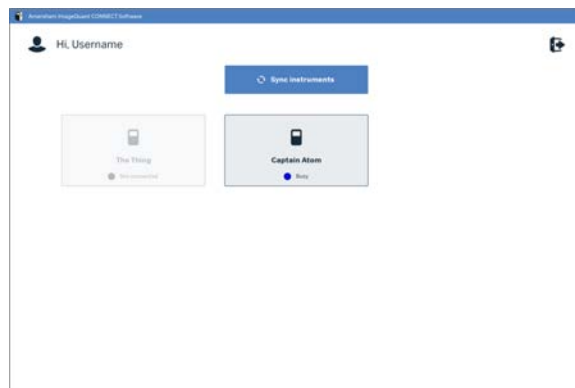 Amersham ImageQuant CONNECT Software
Hi, Username
Sync instruments
The Thing
Not connected
Captain Atom
Busy